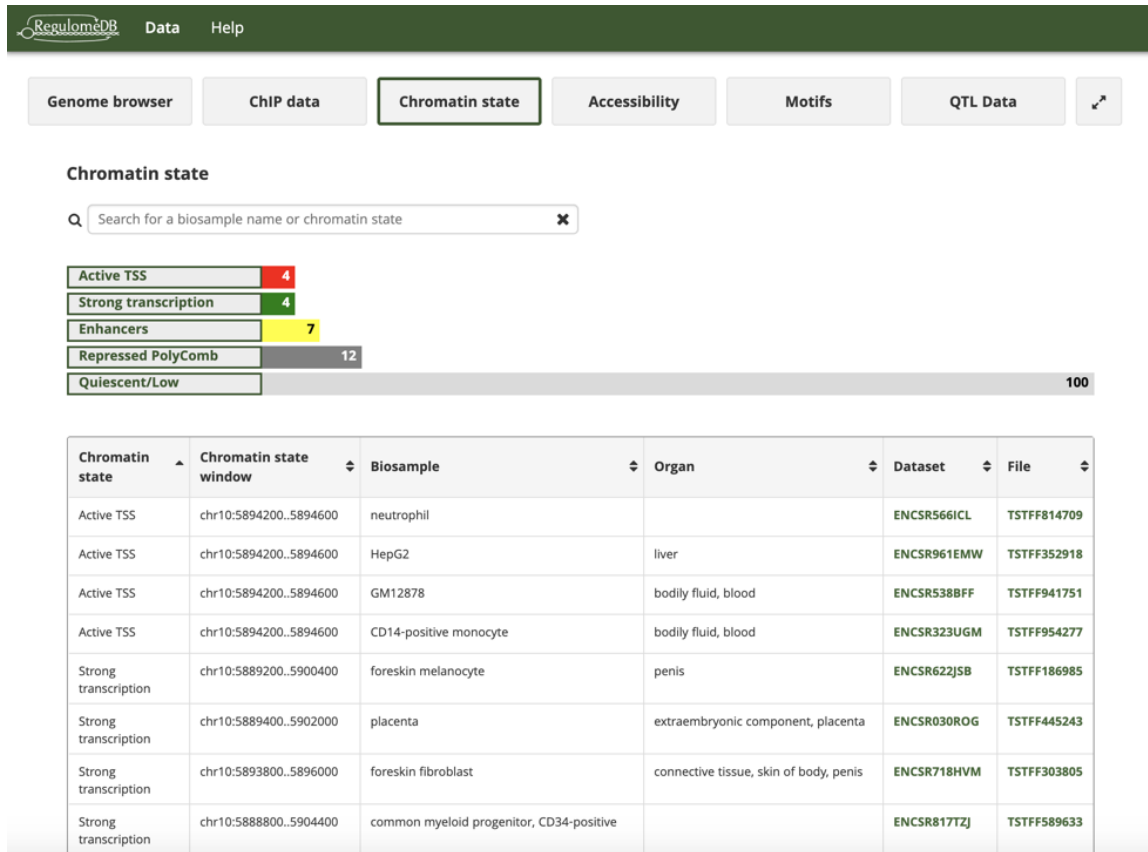 RegulomeDB Data Help
Genome browser ChIP data Chromatin state Accessibility Motifs QTL Data
Chromatin state
Search for a biosample name or chromatin state
Active TSS 4
Strong transcription 4
Enhancers 7
Repressed PolyComb 12
Quiescent/Low 100
Chromatin state Chromatin state window Biosample Organ Dataset File
Active TSS chr10:5894200..5894600 neutrophil ENCSR566ICL TSTFF814709
Active TSS chr10:5894200..5894600 HepG2 liver ENCSR961EMW TSTFF352918
Active TSS chr10:5894200..5894600 GM12878 bodily fluid, blood ENCSR538BFF TSTFF941751
Active TSS chr10:5894200..5894600 CD14-positive monocyte bodily fluid, blood ENCSR323UGM TSTFF954277
Strong transcription chr10:5889200..5900400 foreskin melanocyte penis ENCSR622JSB TSTFF186985
Strong transcription chr10:5889400..5902000 placenta extraembryonic component, placenta ENCSR030ROG TSTFF445243
Strong transcription chr10:5893800..5896000 foreskin fibroblast connective tissue, skin of body, penis ENCSR718HVM TSTFF303805
Strong transcription chr10:5888800..5904400 common myeloid progenitor, CD34-positive ENCSR817TZJ TSTFF589633